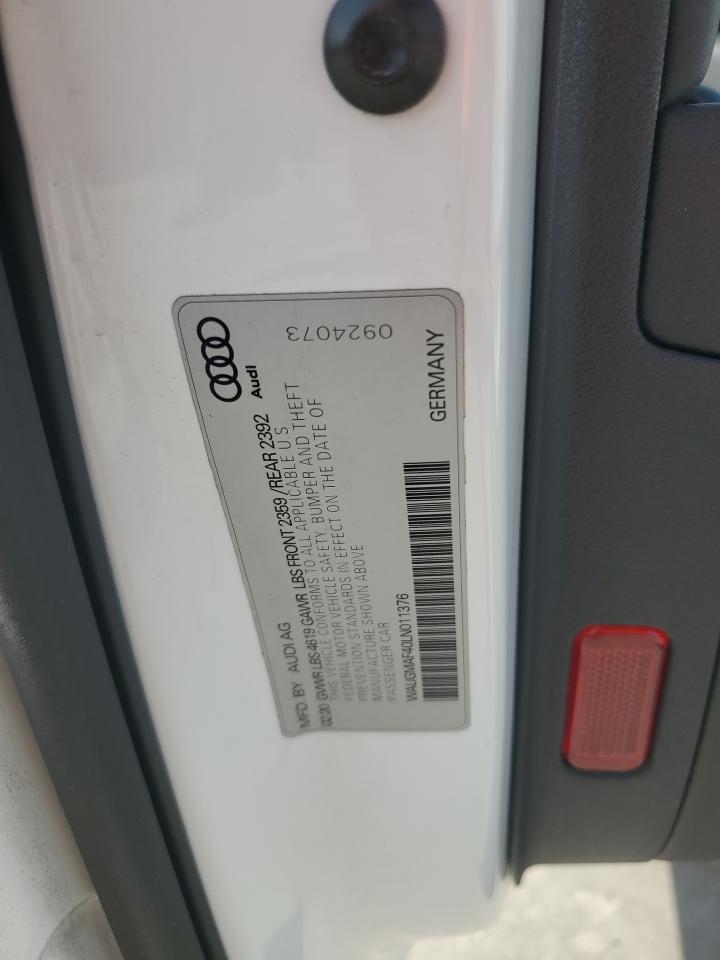 MFD. BY AUDI AG
02/20 GVWR LBS 4619 GAWR LBS FRONT 2359/REAR 2392
THIS VEHICLE CONFORMS TO ALL APPLICABLE U.S.
FEDERAL MOTOR VEHICLE SAFETY, BUMPER AND THEFT
PREVENTION STANDARDS IN EFFECT ON THE DATE OF
MANUFACTURE SHOWN ABOVE
PASSENGER CAR
WAUGMAF40LN011376
GERMANY
Audi
0924073